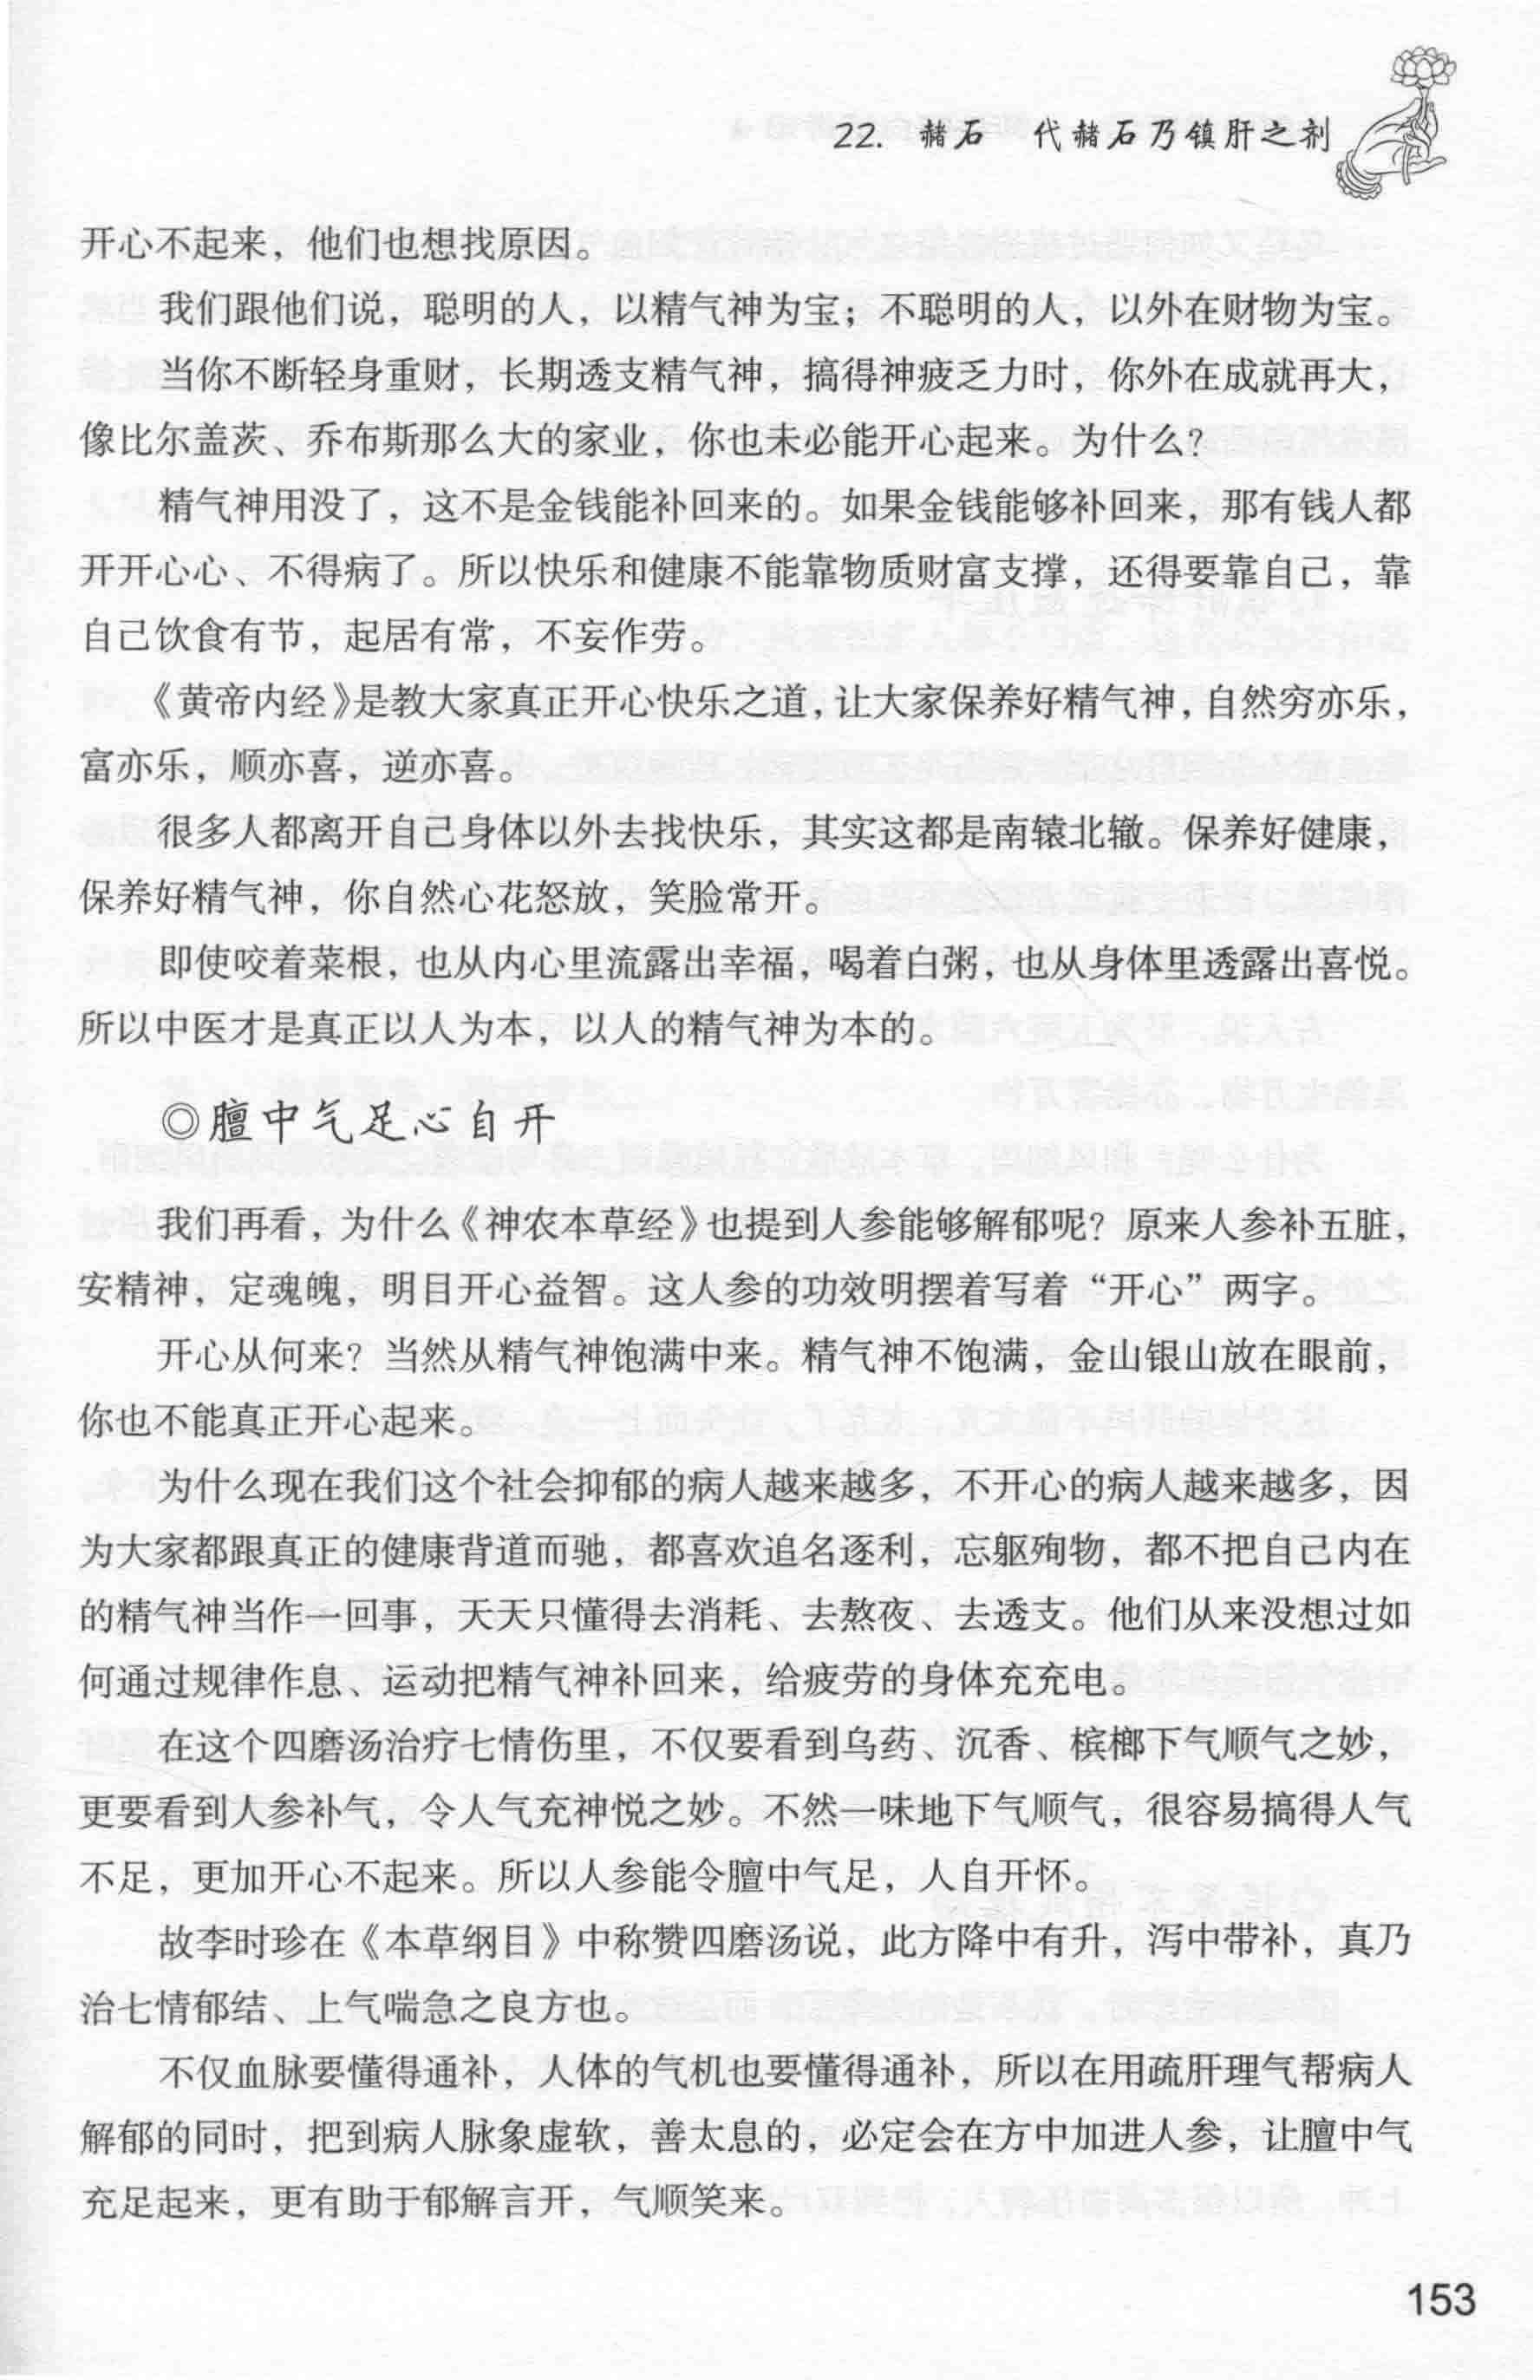 22. 赭石　代赭石乃镇肝之剂
开心不起来，他们也想找原因。
我们跟他们说，聪明的人，以精气神为宝；不聪明的人，以外在财物为宝。
当你不断轻身重财，长期透支精气神，搞得神疲乏力时，你外在成就再大，
像比尔盖茨、乔布斯那么大的家业，你也未必能开心起来。为什么？
精气神用没了，这不是金钱能补回来的。如果金钱能够补回来，那有钱人都
开开心心、不得病了。所以快乐和健康不能靠物质财富支撑，还得要靠自己，靠
自己饮食有节，起居有常，不妄作劳。
《黄帝内经》是教大家真正开心快乐之道，让大家保养好精气神，自然穷亦乐，
富亦乐，顺亦喜，逆亦喜。
很多人都离开自己身体以外去找快乐，其实这都是南辕北辙。保养好健康，
保养好精气神，你自然心花怒放，笑脸常开。
即使咬着菜根，也从内心里流露出幸福，喝着白粥，也从身体里透露出喜悦。
所以中医才是真正以人为本，以人的精气神为本的。
◎膻中气足心自开
我们再看，为什么《神农本草经》也提到人参能够解郁呢？原来人参补五脏，
安精神，定魂魄，明目开心益智。这人参的功效明摆着写着“开心”两字。
开心从何来？当然从精气神饱满中来。精气神不饱满，金山银山放在眼前，
你也不能真正开心起来。
为什么现在我们这个社会抑郁的病人越来越多，不开心的病人越来越多，因
为大家都跟真正的健康背道而驰，都喜欢追名逐利，忘躯殉物，都不把自己内在
的精气神当作一回事，天天只懂得去消耗、去熬夜、去透支。他们从来没想过如
何通过规律作息、运动把精气神补回来，给疲劳的身体充充电。
在这个四磨汤治疗七情伤里，不仅要看到乌药、沉香、槟榔下气顺气之妙，
更要看到人参补气，令人气充神悦之妙。不然一味地下气顺气，很容易搞得人气
不足，更加开心不起来。所以人参能令膻中气足，人自开怀。
故李时珍在《本草纲目》中称赞四磨汤说，此方降中有升，泻中带补，真乃
治七情郁结、上气喘急之良方也。
不仅血脉要懂得通补，人体的气机也要懂得通补，所以在用疏肝理气帮病人
解郁的同时，把到病人脉象虚软，善太息的，必定会在方中加进人参，让膻中气
充足起来，更有助于郁解言开，气顺笑来。
153